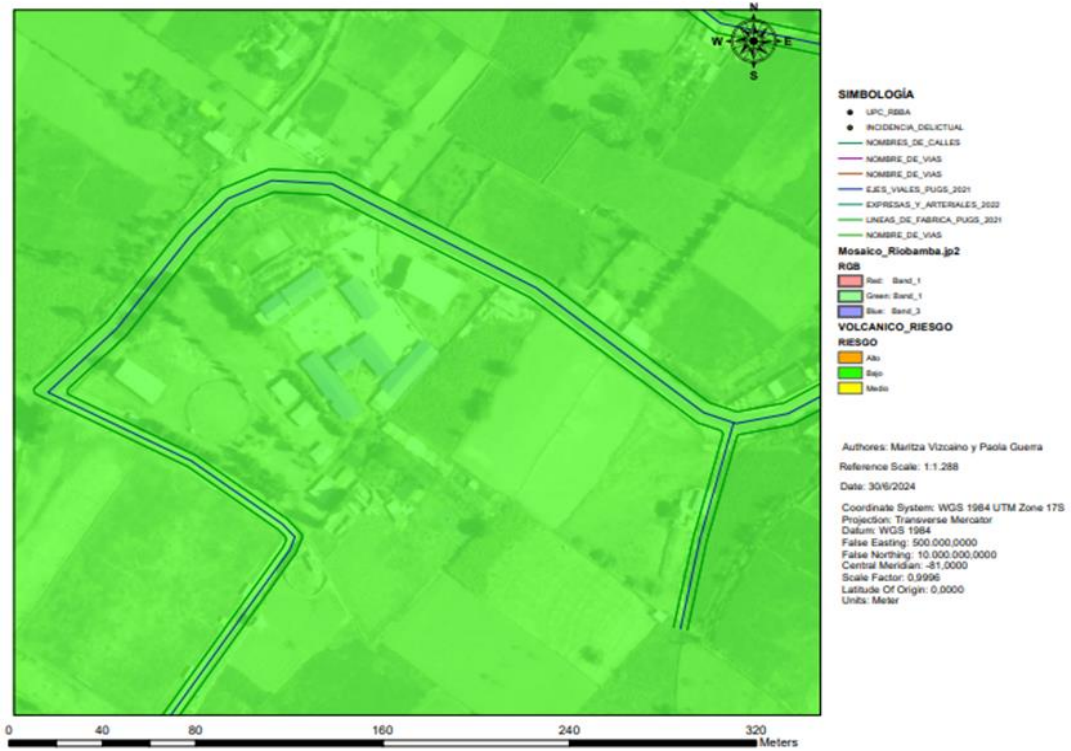 N
W E
S
SIMBOLOGÍA
UPC_RBBA
INCIDENCIA_DELICTUAL
NOMBRES_DE_CALLES
NOMBRE_DE_VIAS
NOMBRE_DE_VIAS
EJES_VIALES_PUGS_2021
EXPRESAS_Y_ARTERIALES_2022
LINEAS_DE_FABRICA_PUGS_2021
NOMBRE_DE_VIAS
Mosaico_Riobamba.jp2
RGB
Red: Band_1
Green: Band_1
Blue: Band_3
VOLCANICO_RIESGO
RIESGO
Alto
Bajo
Medio
Authores: Maritza Vizcaino y Paola Guerra
Reference Scale: 1:1.288
Date: 30/6/2024
Coordinate System: WGS 1984 UTM Zone 17S
Projection: Transverse Mercator
Datum: WGS 1984
False Easting: 500.000,0000
False Northing: 10.000.000,0000
Central Meridian: -81,0000
Scale Factor: 0,9996
Latitude Of Origin: 0,0000
Units: Meter
0 40 80 160 240 320
Meters